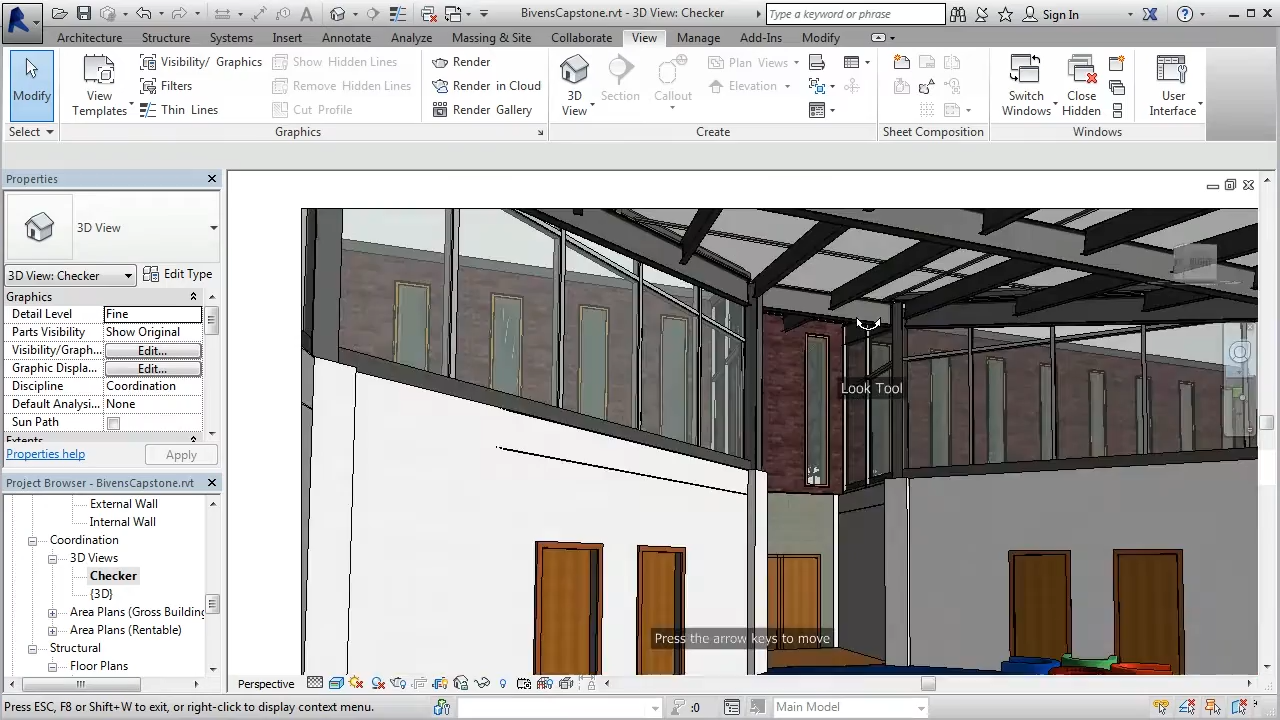 BivensCapstone.rvt - 3D View: Checker
Type a keyword or phrase
Sign In
Architecture Structure Systems Insert Annotate Analyze Massing & Site Collaborate View Manage Add-Ins Modify
Modify
View
Templates
Visibility/ Graphics
Filters
Thin Lines
Show Hidden Lines
Remove Hidden Lines
Cut Profile
Render
Render in Cloud
Render Gallery
3D
View
Section
Callout
Plan Views
Elevation
Switch
Windows
Close
Hidden
User
Interface
Select Graphics Create Sheet Composition Windows
Properties
3D View
3D View: Checker
Edit Type
Graphics
Detail Level Fine
Parts Visibility Show Original
Visibility/Graph... Edit...
Graphic Displa... Edit...
Discipline Coordination
Default Analysi... None
Sun Path
Extents
Properties help
Apply
Project Browser - BivensCapstone.rvt
External Wall
Internal Wall
Coordination
3D Views
Checker
{3D}
Area Plans (Gross Building
Area Plans (Rentable)
Structural
Floor Plans
Look Tool
Press the arrow keys to move
Perspective
Press ESC, F8 or Shift+W to exit, or right-click to display context menu.
:0
Main Model